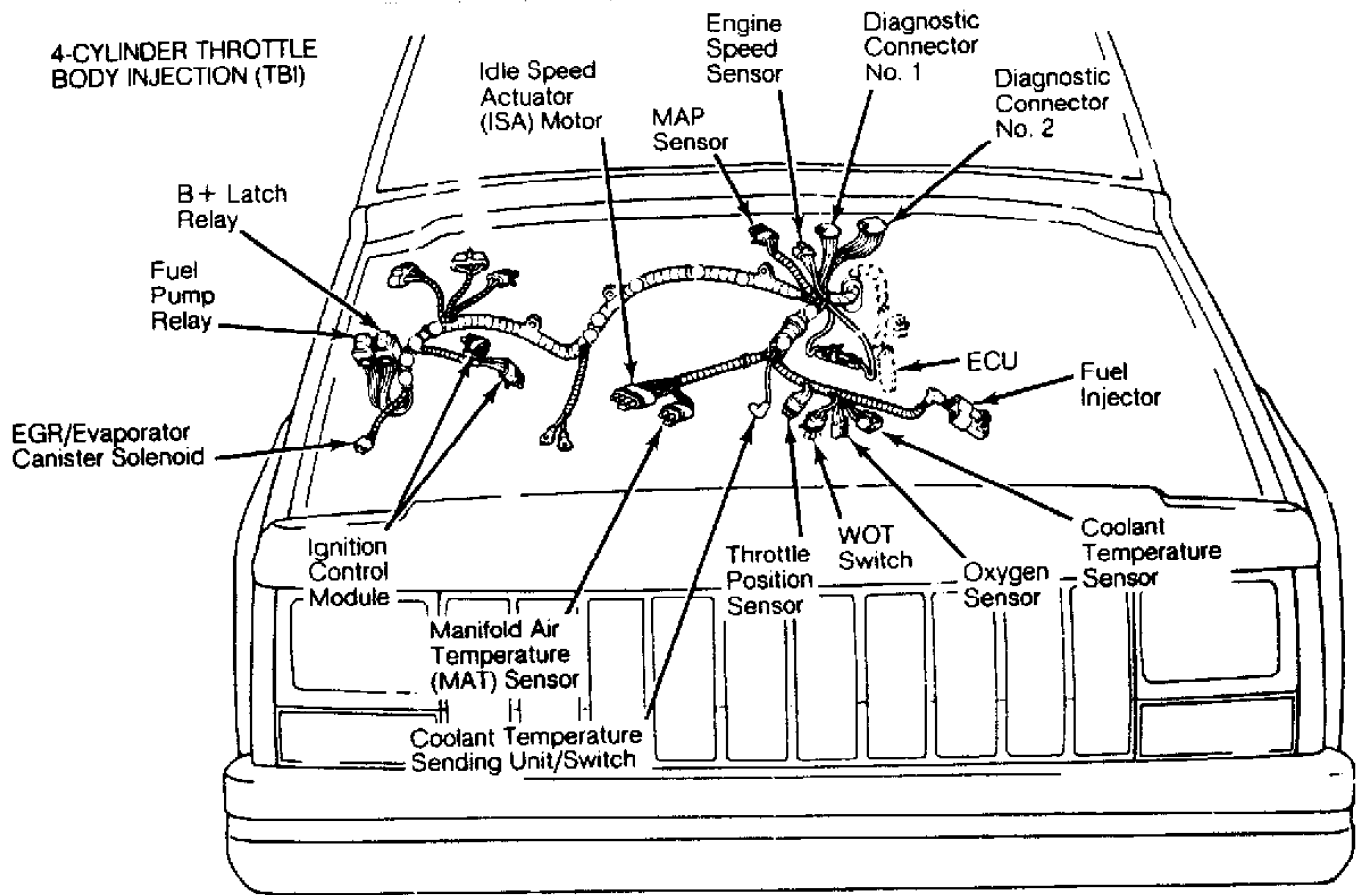 4-CYLINDER THROTTLE
BODY INJECTION (TBI)
Idle Speed
Actuator
(ISA) Motor
MAP
Sensor
Engine
Speed
Sensor
Diagnostic
Connector
No. 1
Diagnostic
Connector
No. 2
B+ Latch
Relay
Fuel
Pump
Relay
EGR/Evaporator
Canister Solenoid
ECU
Fuel
Injector
Ignition
Control
Module
Manifold Air
Temperature
(MAT) Sensor
Coolant Temperature
Sending Unit/Switch
Throttle
Position
Sensor
WOT
Switch
Oxygen
Sensor
Coolant
Temperature
Sensor